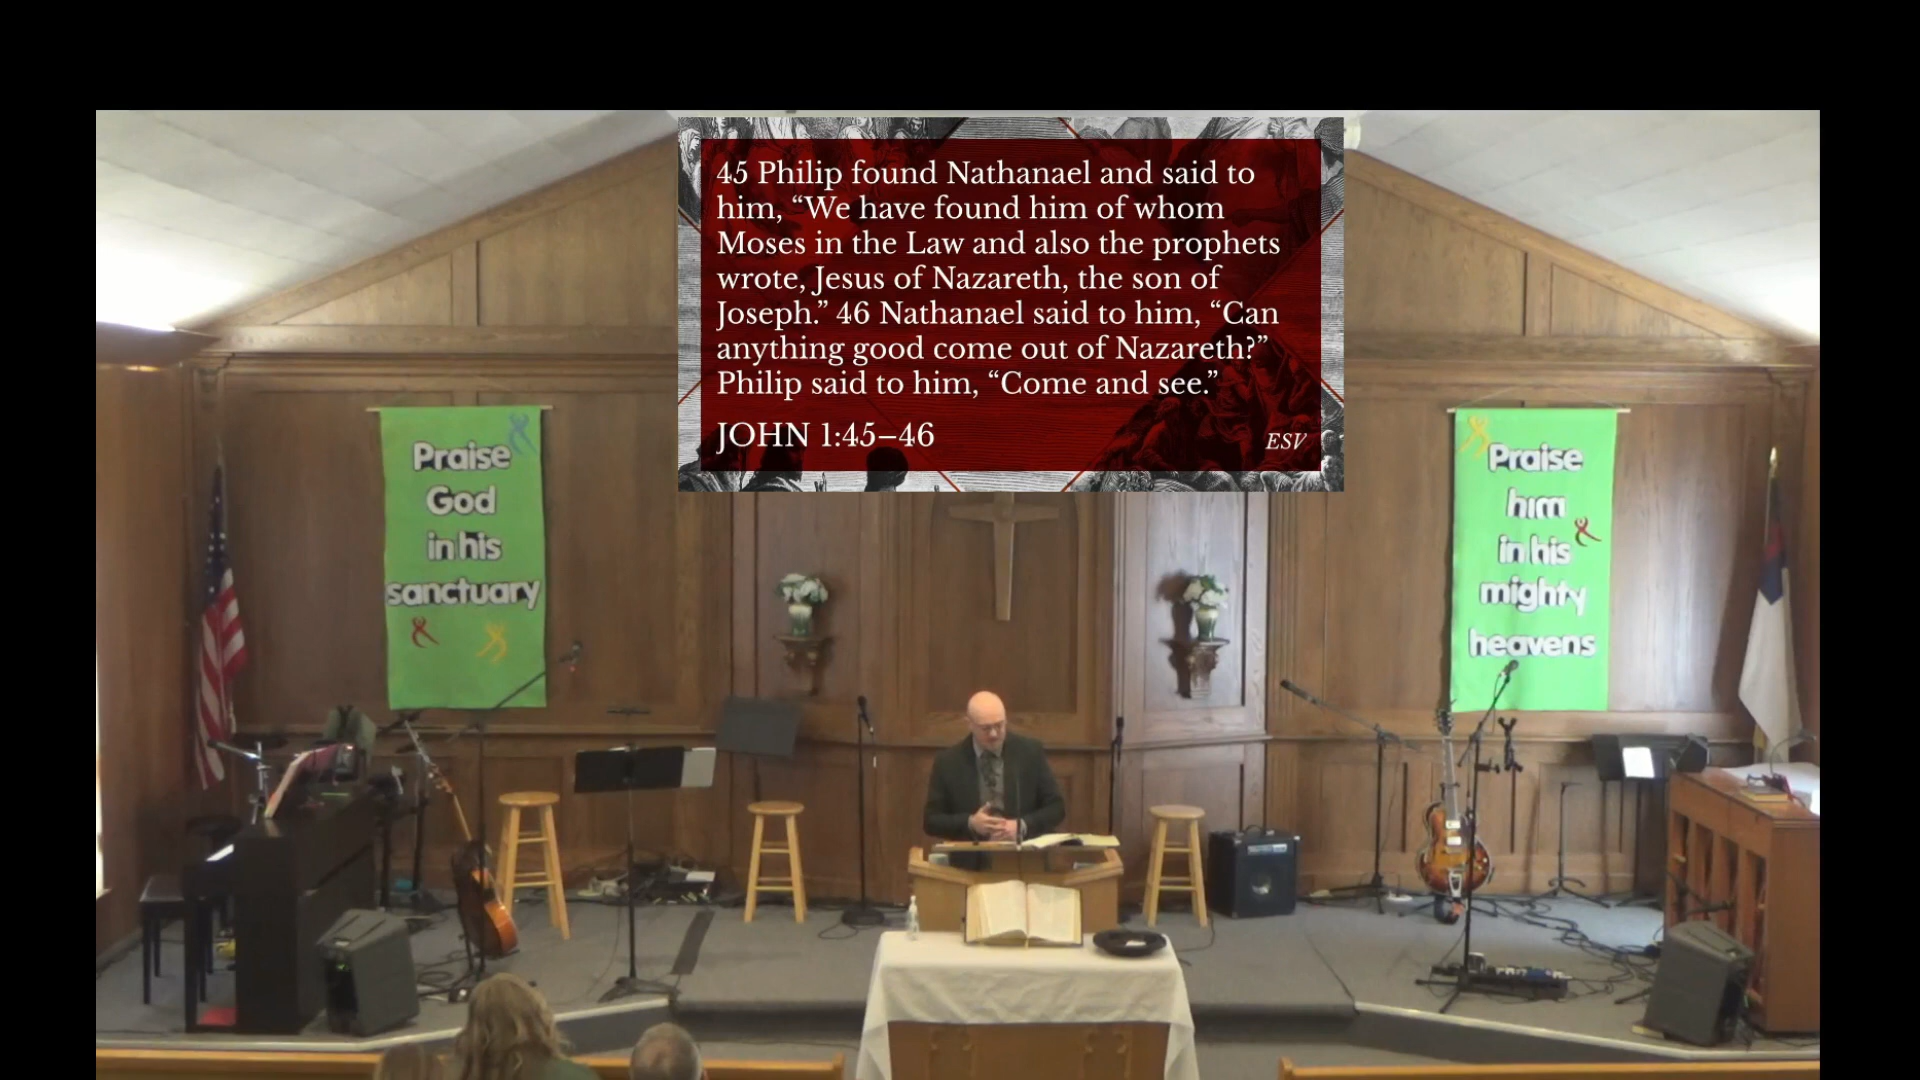 45 Philip found Nathanael and said to
him, “We have found him of whom
Moses in the Law and also the prophets
wrote, Jesus of Nazareth, the son of
Joseph.” 46 Nathanael said to him, “Can
anything good come out of Nazareth?”
Philip said to him, “Come and see.”
JOHN 1:45–46
ESV
Praise
God
in his
sanctuary
Praise
him
in his
mighty
heavens